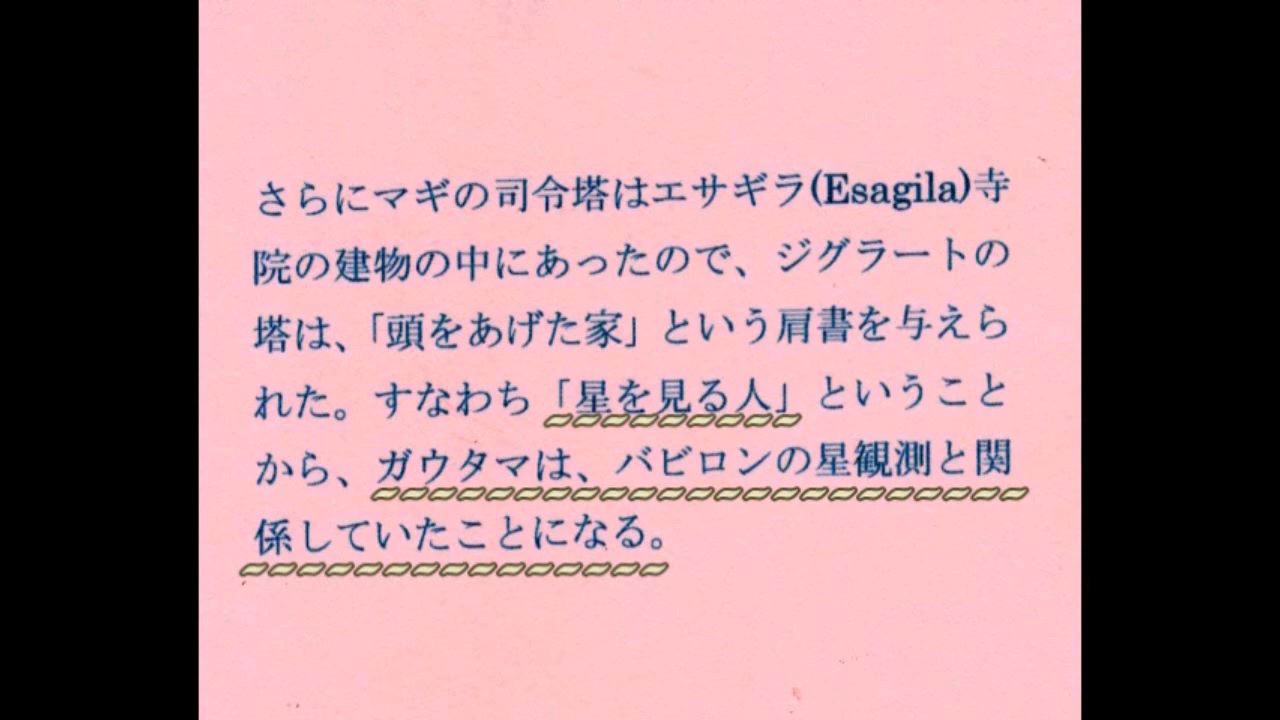 さらにマギの司令塔はエサギラ(Esagila)寺
院の建物の中にあったので、ジグラートの
塔は、「頭をあげた家」という肩書を与えら
れた。すなわち「星を見る人」ということ
から、ガウタマは、バビロンの星観測と関
係していたことになる。